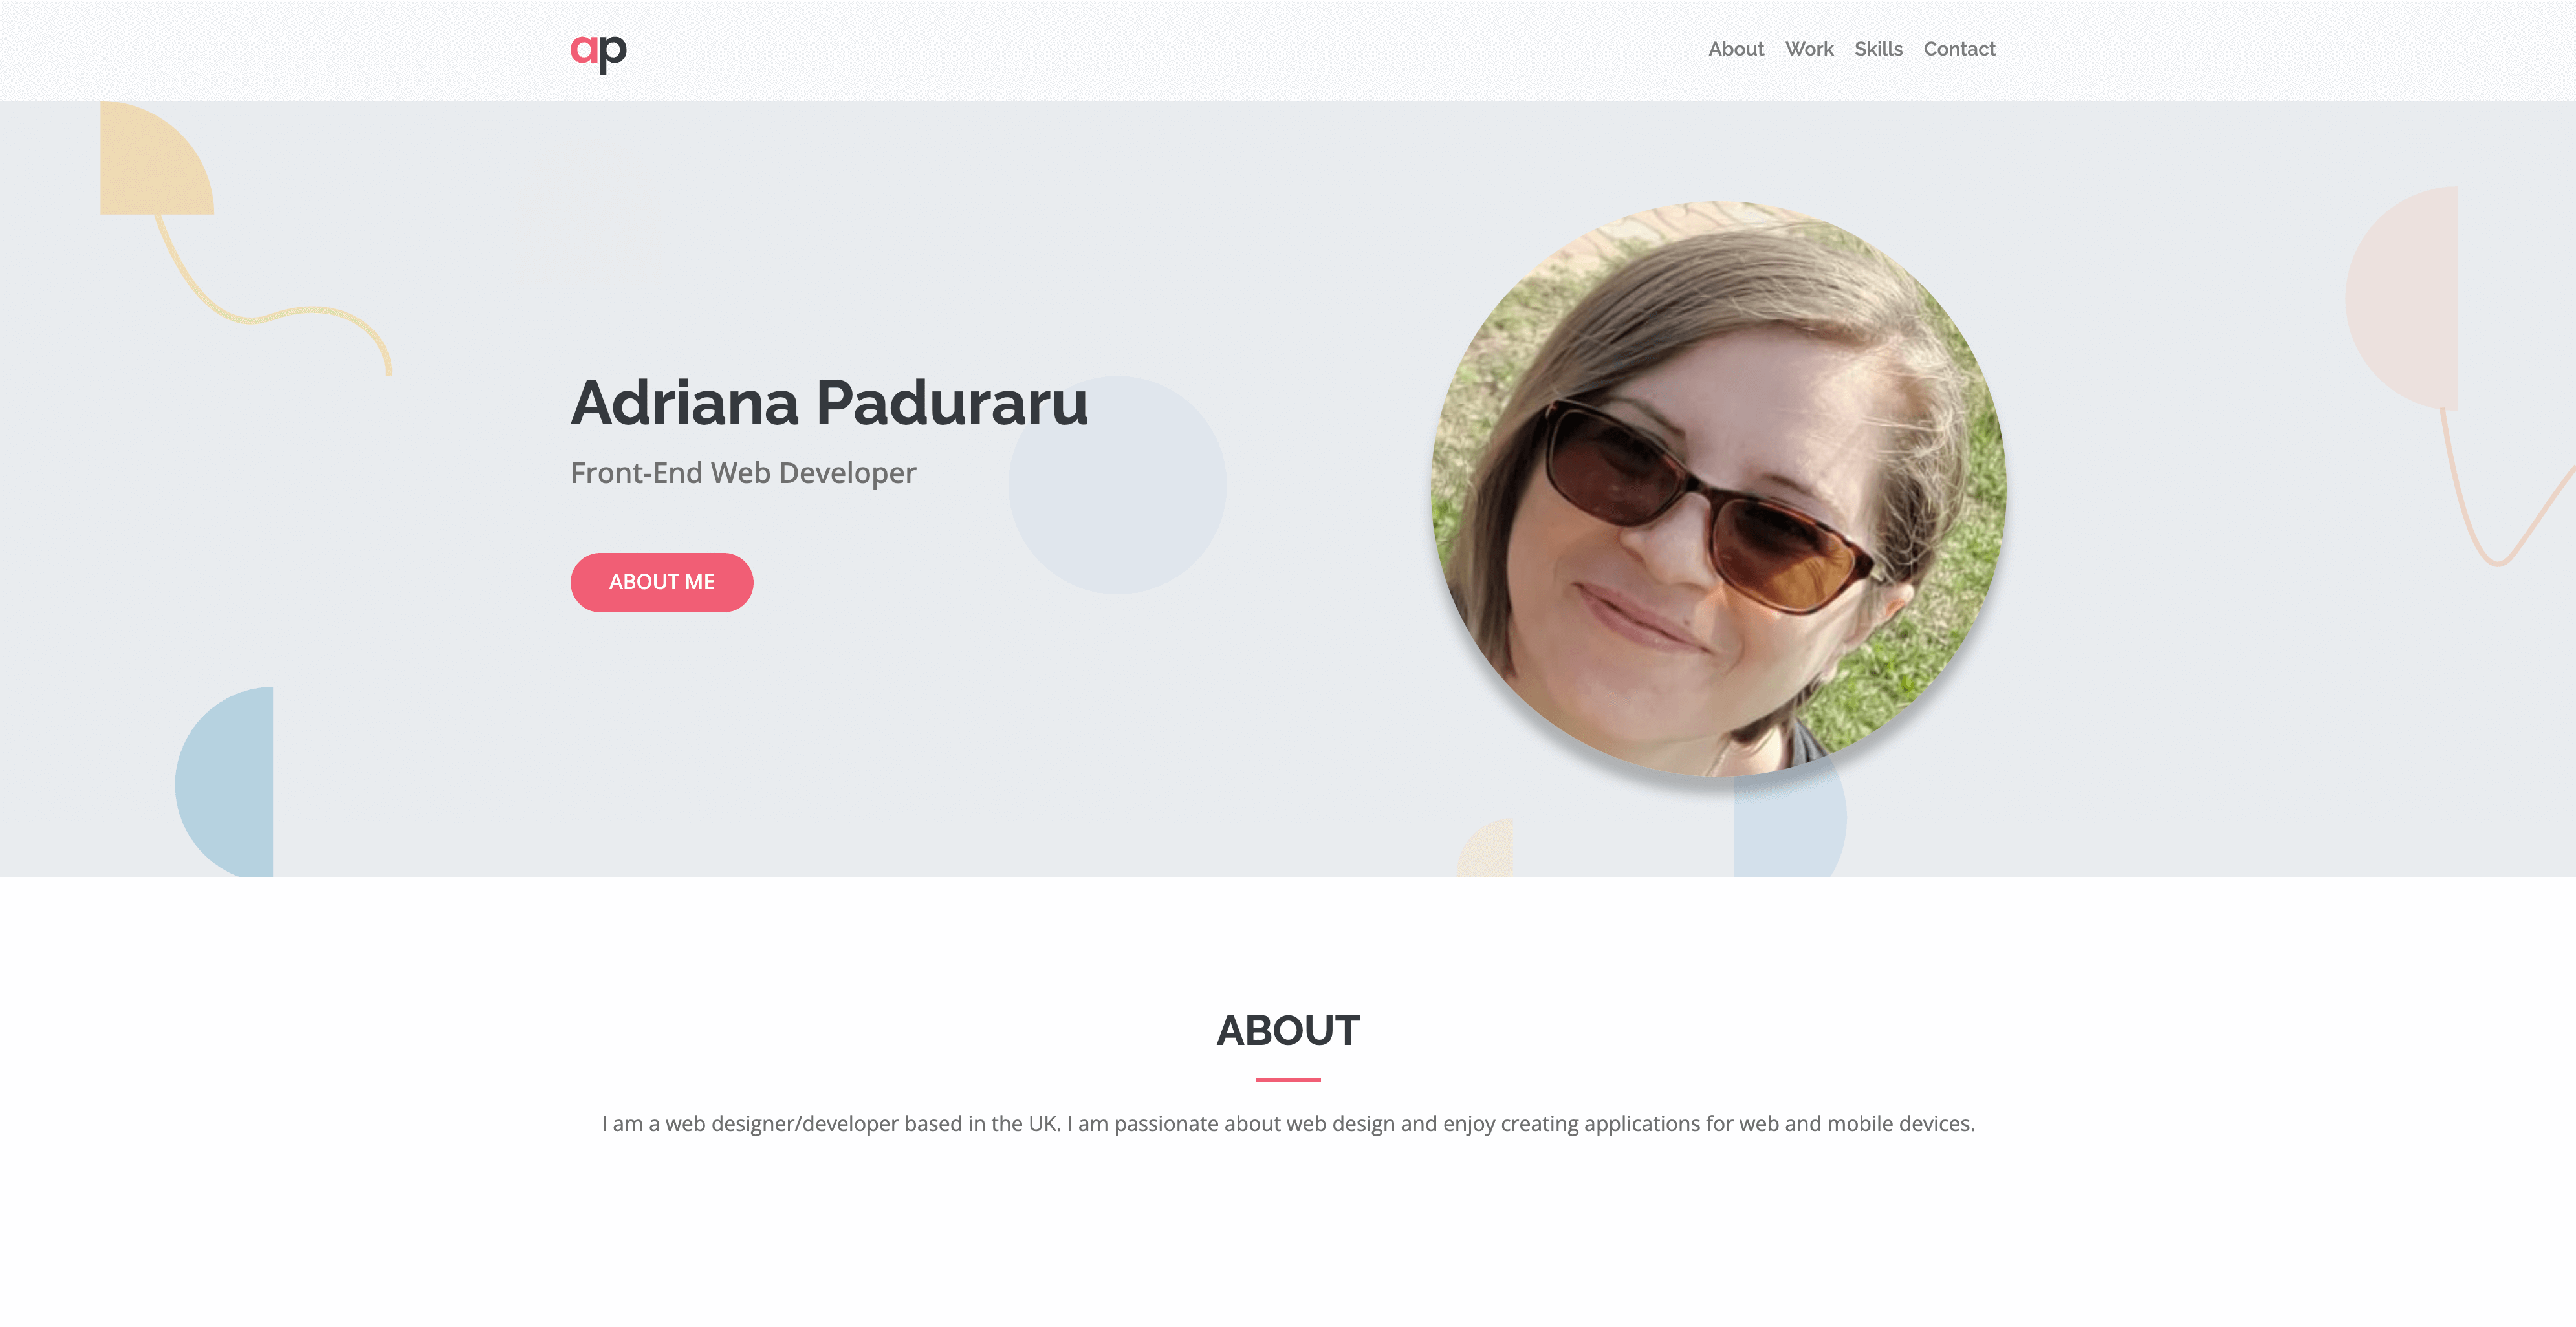 ap
About Work Skills Contact
Adriana Paduraru
Front-End Web Developer
ABOUT ME
ABOUT
I am a web designer/developer based in the UK. I am passionate about web design and enjoy creating applications for web and mobile devices.